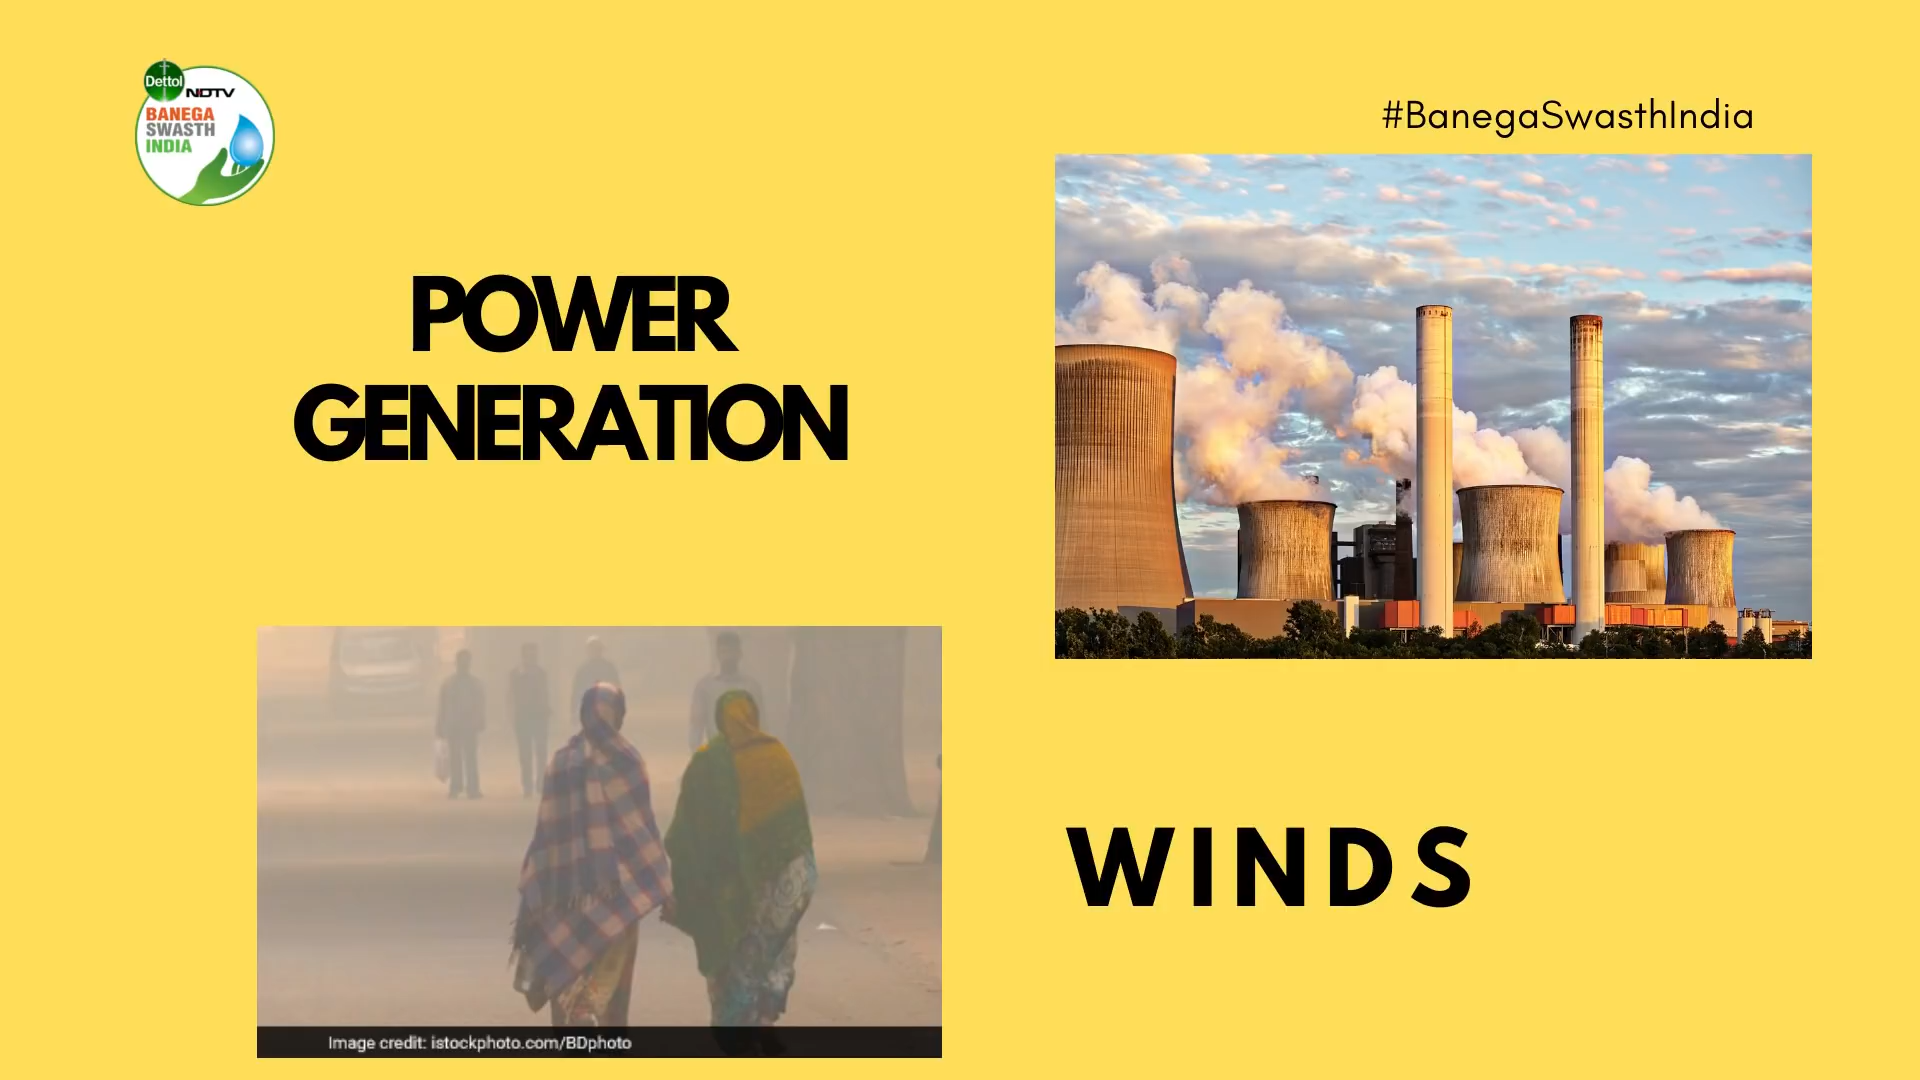 Dettol
NDTV
BANEGA
SWASTH
INDIA
#BanegaSwasthIndia
POWER
GENERATION
WINDS
Image credit: istockphoto.com/BDphoto